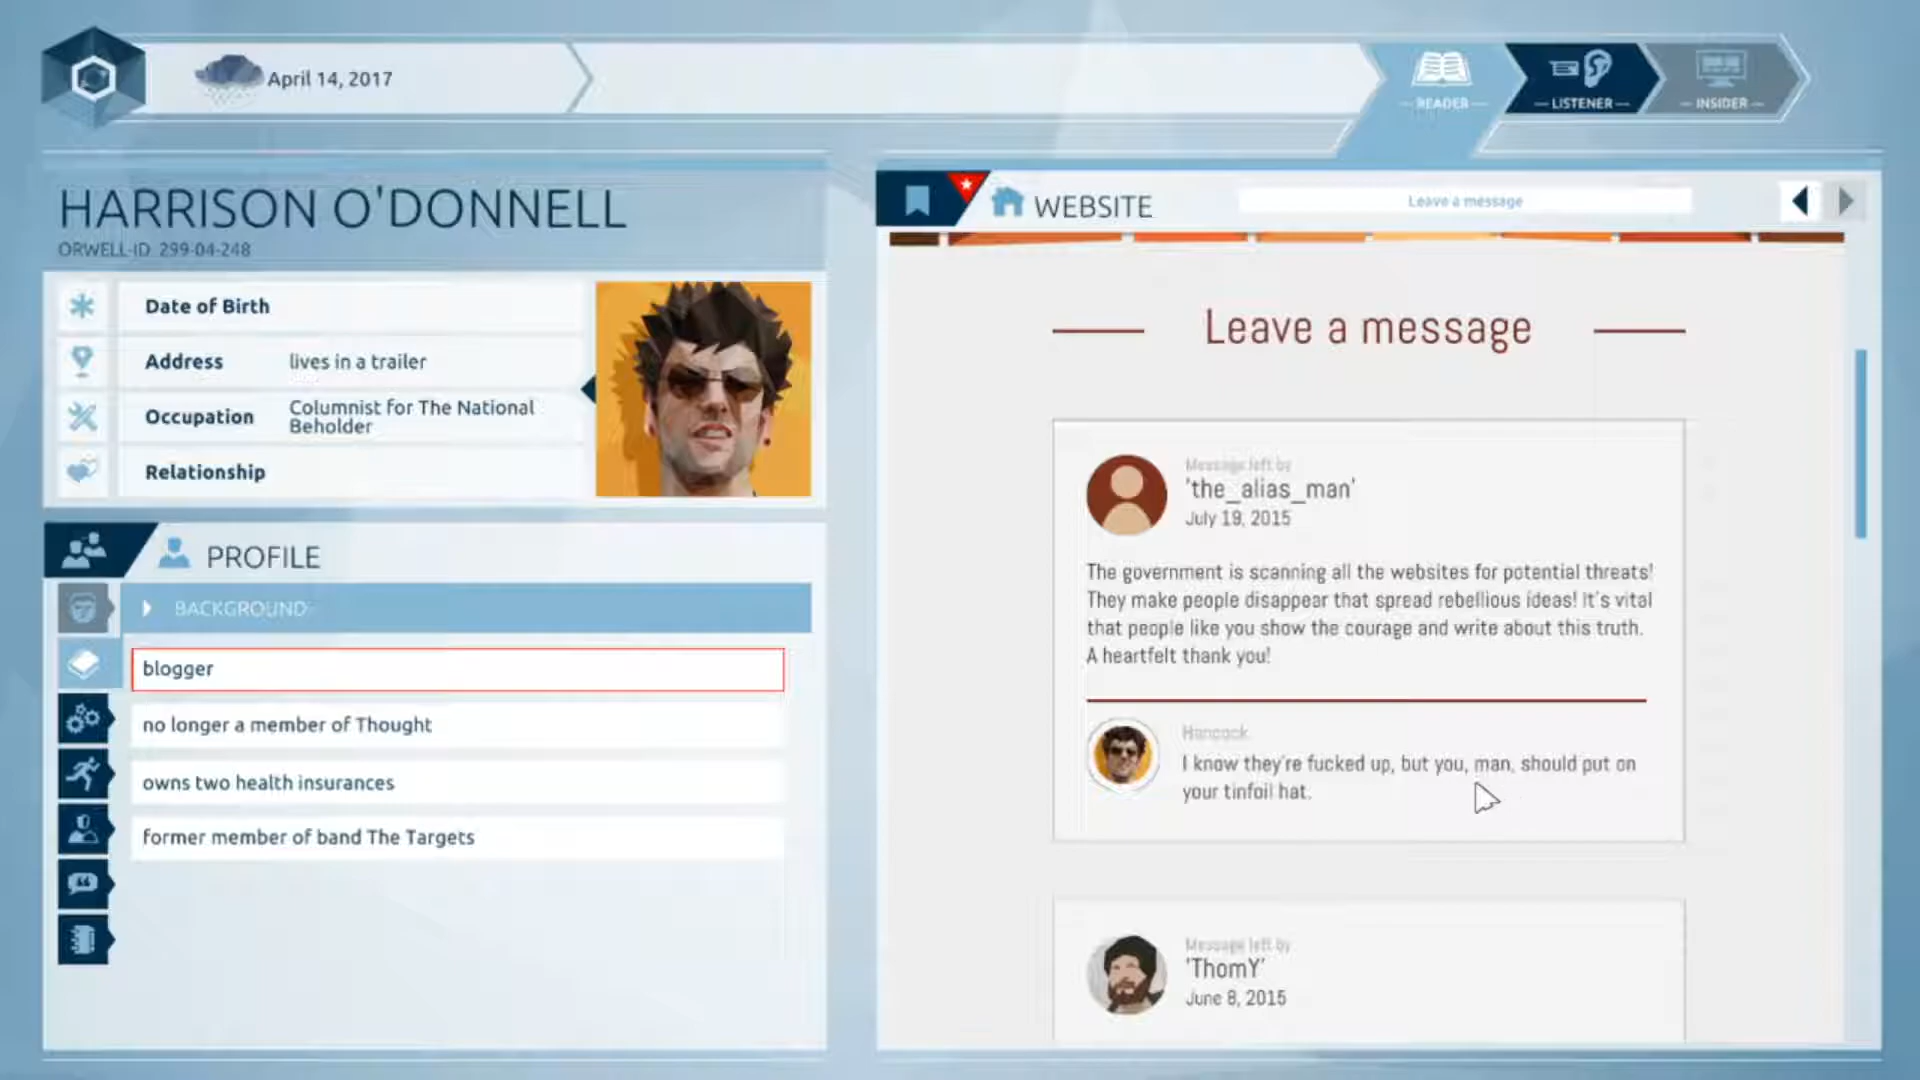 April 14, 2017
READER
LISTENER
INSIDER
HARRISON O'DONNELL
ORWELL-ID 299-04-248
Date of Birth
Address lives in a trailer
Occupation Columnist for The National
Beholder
Relationship
PROFILE
BACKGROUND
blogger
no longer a member of Thought
owns two health insurances
former member of band The Targets
WEBSITE
Leave a message
Leave a message
Message left by
'the_alias_man'
July 19, 2015
The government is scanning all the websites for potential threats!
They make people disappear that spread rebellious ideas! It's vital
that people like you show the courage and write about this truth.
A heartfelt thank you!
Hancock
I know they're fucked up, but you, man, should put on
your tinfoil hat.
Message left by
'ThomY'
June 8, 2015